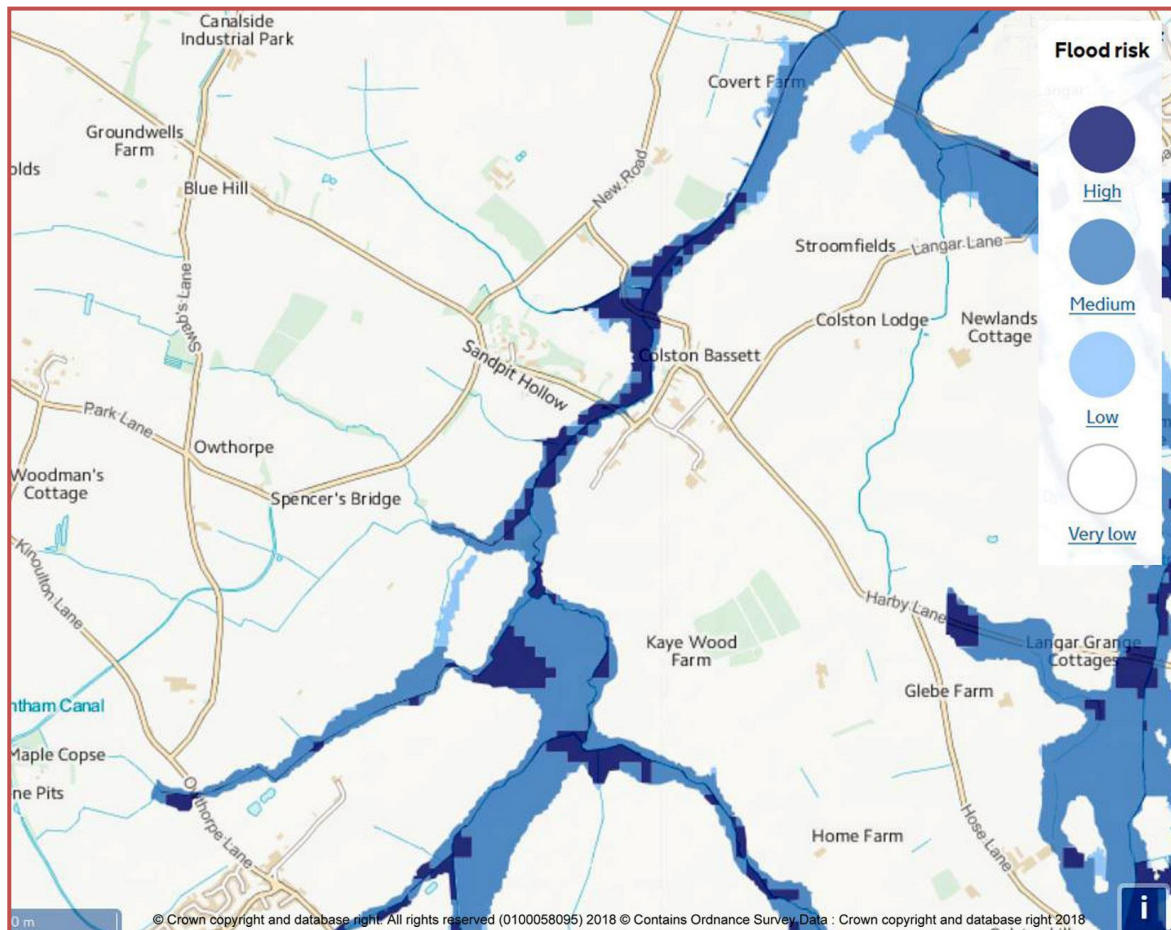 Canalside
Industrial Park
Flood risk
Covert Farm
Langar
Groundwells
Farm
olds
Blue Hill
High
New Road
Stroomfields
Langar Lane
Swab's Lane
Medium
Colston Lodge
Newlands
Cottage
Sandpit Hollow
Colston Bassett
Low
Park Lane
Owthorpe
Woodman's
Cottage
Spencer's Bridge
Very low
Kinoulton Lane
Harby Lane
Kaye Wood
Farm
Langar Grange
Cottages
Glebe Farm
ntham Canal
Maple Copse
ne Pits
Owthorpe Lane
Home Farm
Hose Lane
0 m
i
© Crown copyright and database right. All rights reserved (0100058095) 2018 © Contains Ordnance Survey Data : Crown copyright and database right 2018